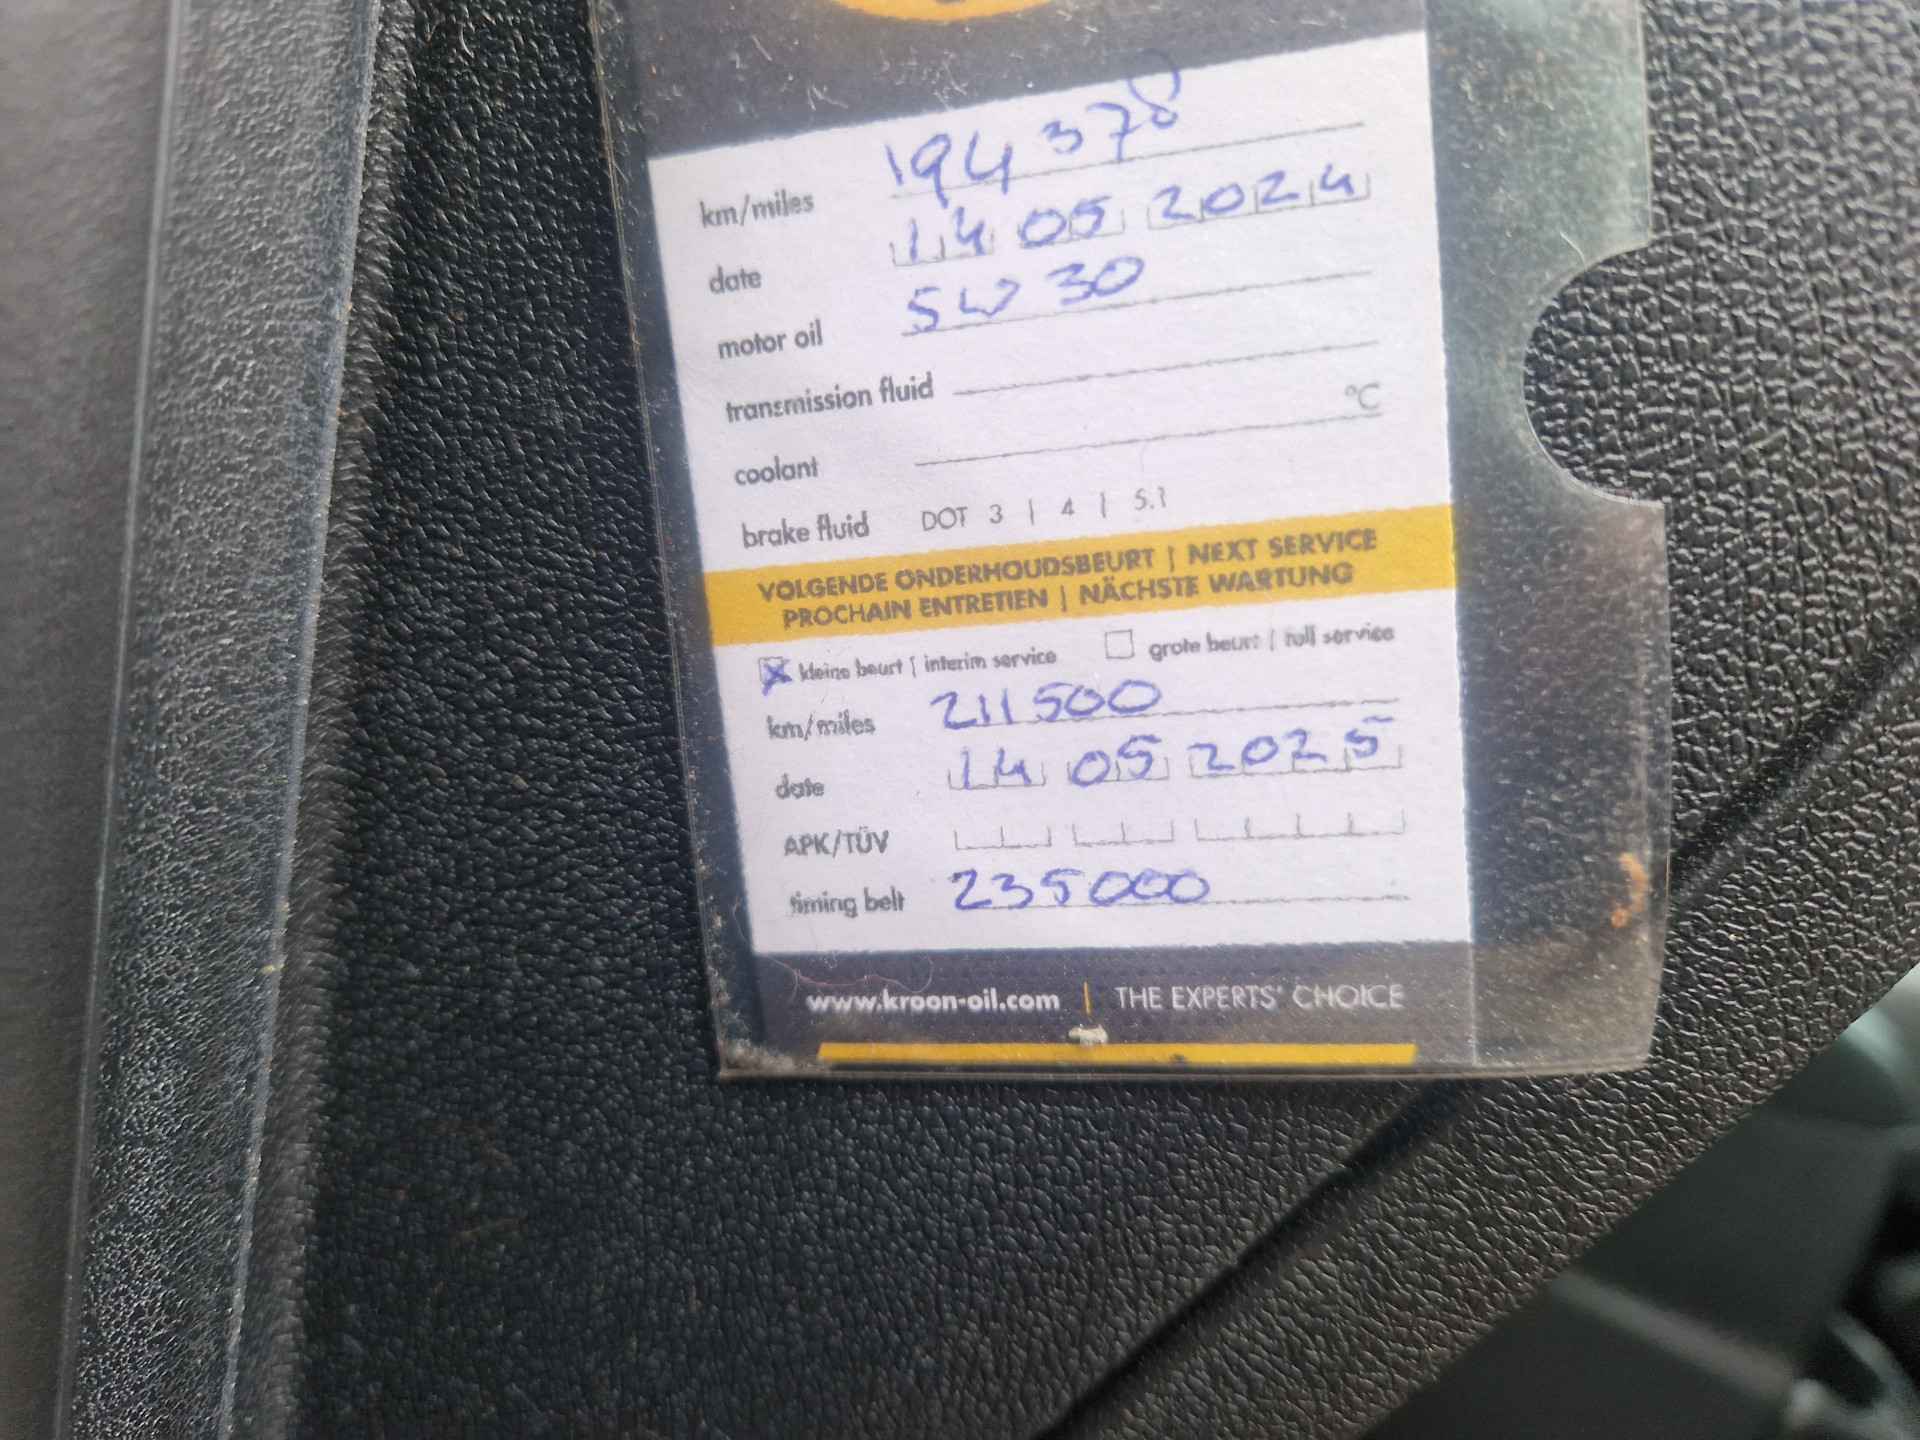 km/miles 194378
date 14 05 2024
motor oil 5W30
transmission fluid
coolant °C
brake fluid DOT 3 | 4 | 5.1
VOLGENDE ONDERHOUDSBEURT | NEXT SERVICE
PROCHAIN ENTRETIEN | NÄCHSTE WARTUNG
kleine beurt | interim service grote beurt | full service
km/miles 211500
date 14 05 2025
APK/TÜV
timing belt 235000
www.kroon-oil.com | THE EXPERTS' CHOICE